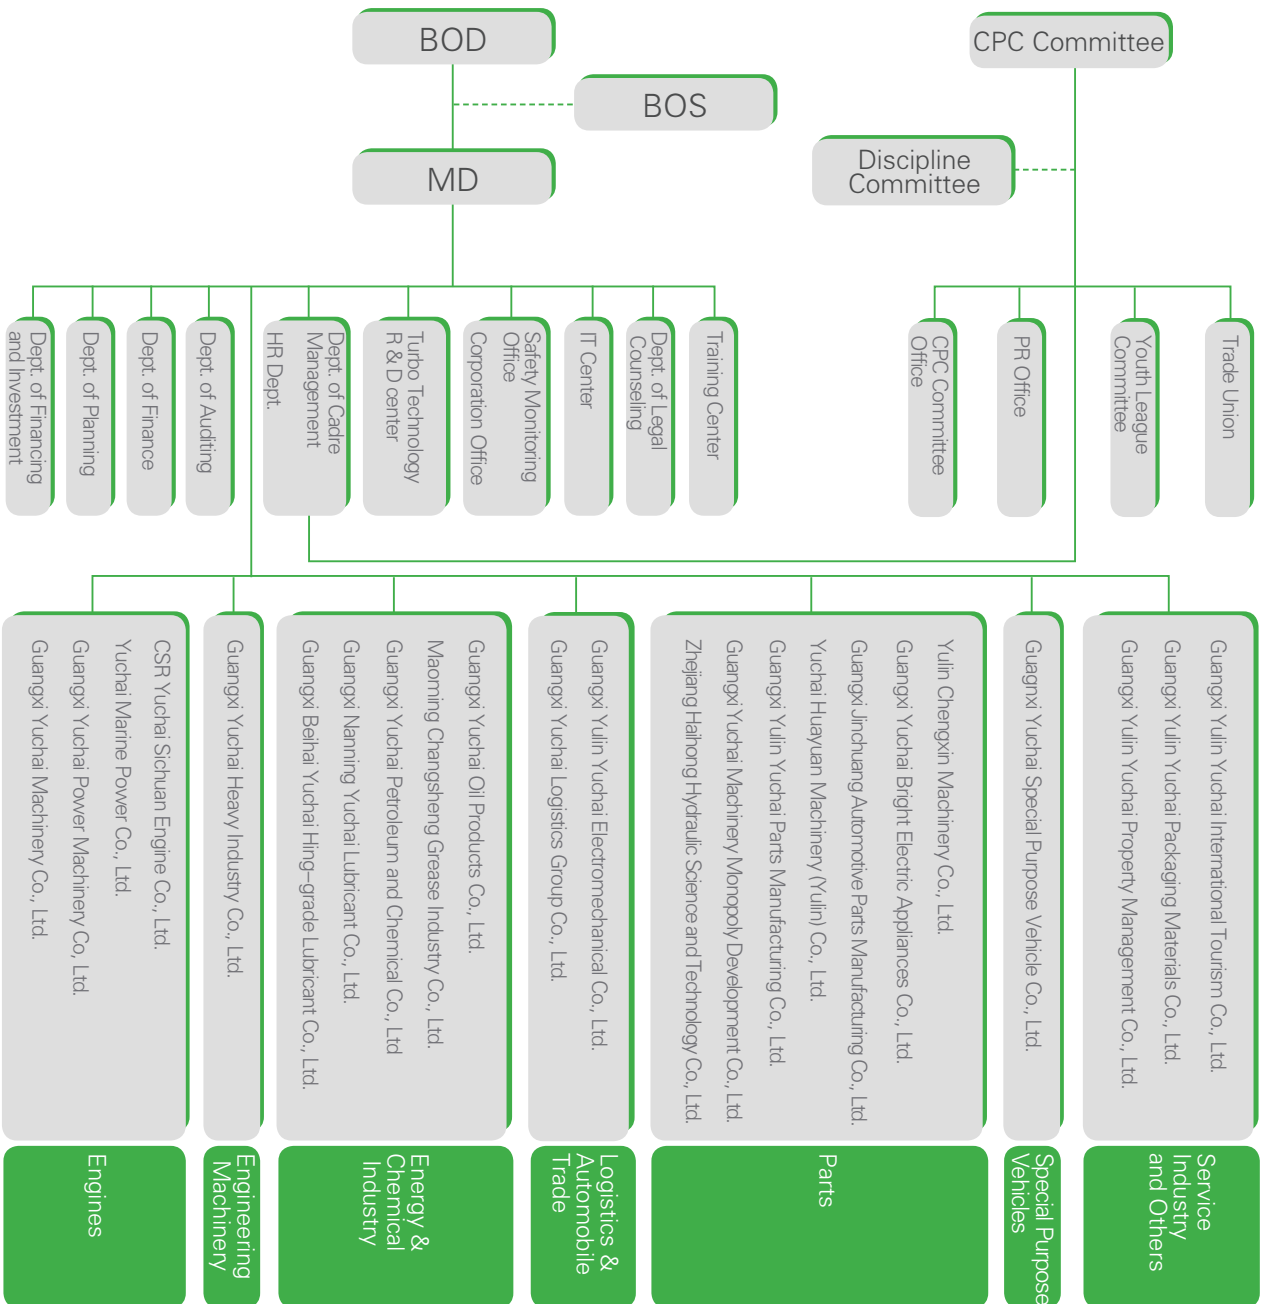 BOD
CPC Committee
BOS
Discipline
Committee
MD
Dept. of Financing
and Investment
Dept. of Planning
Dept. of Finance
Dept. of Auditing
Dept. of Cadre
Management
HR Dept.
Turbo Technology
R & D center
Safety Monitoring
Office
Corporation Office
IT Center
Dept. of Legal
Counseling
Training Center
CPC Committee
Office
PR Office
Youth League
Committee
Trade Union
CSR Yuchai Sichuan Engine Co., Ltd.
Yuchai Marine Power Co., Ltd.
Guangxi Yuchai Power Machinery Co, Ltd.
Guangxi Yuchai Machinery Co., Ltd.
Guangxi Yuchai Heavy Industry Co., Ltd.
Guangxi Yuchai Oil Products Co., Ltd.
Maoming Changsheng Grease Industry Co., Ltd.
Guangxi Yuchai Petroleum and Chemical Co., Ltd
Guangxi Nanning Yuchai Lubricant Co., Ltd.
Guangxi Beihai Yuchai Hing-grade Lubricant Co., Ltd.
Guangxi Yulin Yuchai Electromechanical Co., Ltd.
Guangxi Yuchai Logistics Group Co., Ltd.
Yulin Chengxin Machinery Co., Ltd.
Guangxi Yuchai Bright Electric Appliances Co., Ltd.
Guangxi Jinchuang Automotive Parts Manufacturing Co., Ltd.
Yuchai Huayuan Machinery (Yulin) Co., Ltd.
Guangxi Yulin Yuchai Parts Manufacturing Co., Ltd.
Guangxi Yuchai Machinery Monopoly Development Co., Ltd.
Zhejiang Haihong Hydraulic Science and Technology Co., Ltd.
Guagnxi Yuchai Special Purpose Vehicle Co., Ltd.
Guangxi Yulin Yuchai International Tourism Co., Ltd.
Guangxi Yulin Yuchai Packaging Materials Co., Ltd.
Guangxi Yulin Yuchai Property Management Co., Ltd.
Engines
Engineering
Machinery
Energy &
Chemical
Industry
Logistics &
Automobile
Trade
Parts
Special Purpose
Vehicles
Service
Industry
and Others